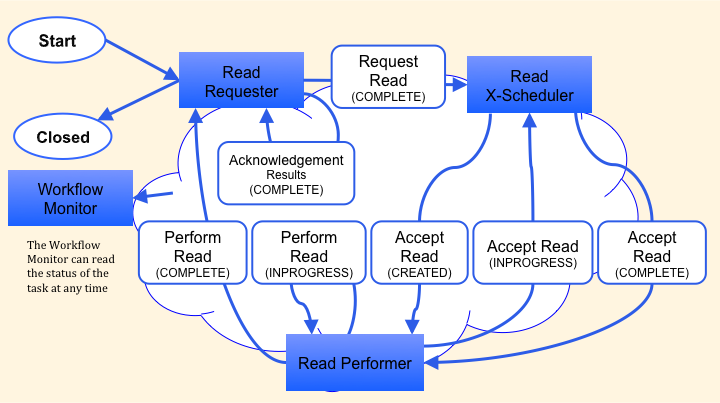 Start
Closed
Read
Requester
Request
Read
(COMPLETE)
Read
X-Scheduler
Acknowledgement
Results
(COMPLETE)
Workflow
Monitor
The Workflow
Monitor can read
the status of the
task at any time
Perform
Read
(COMPLETE)
Perform
Read
(INPROGRESS)
Accept
Read
(CREATED)
Accept Read
(INPROGRESS)
Accept
Read
(COMPLETE)
Read Performer